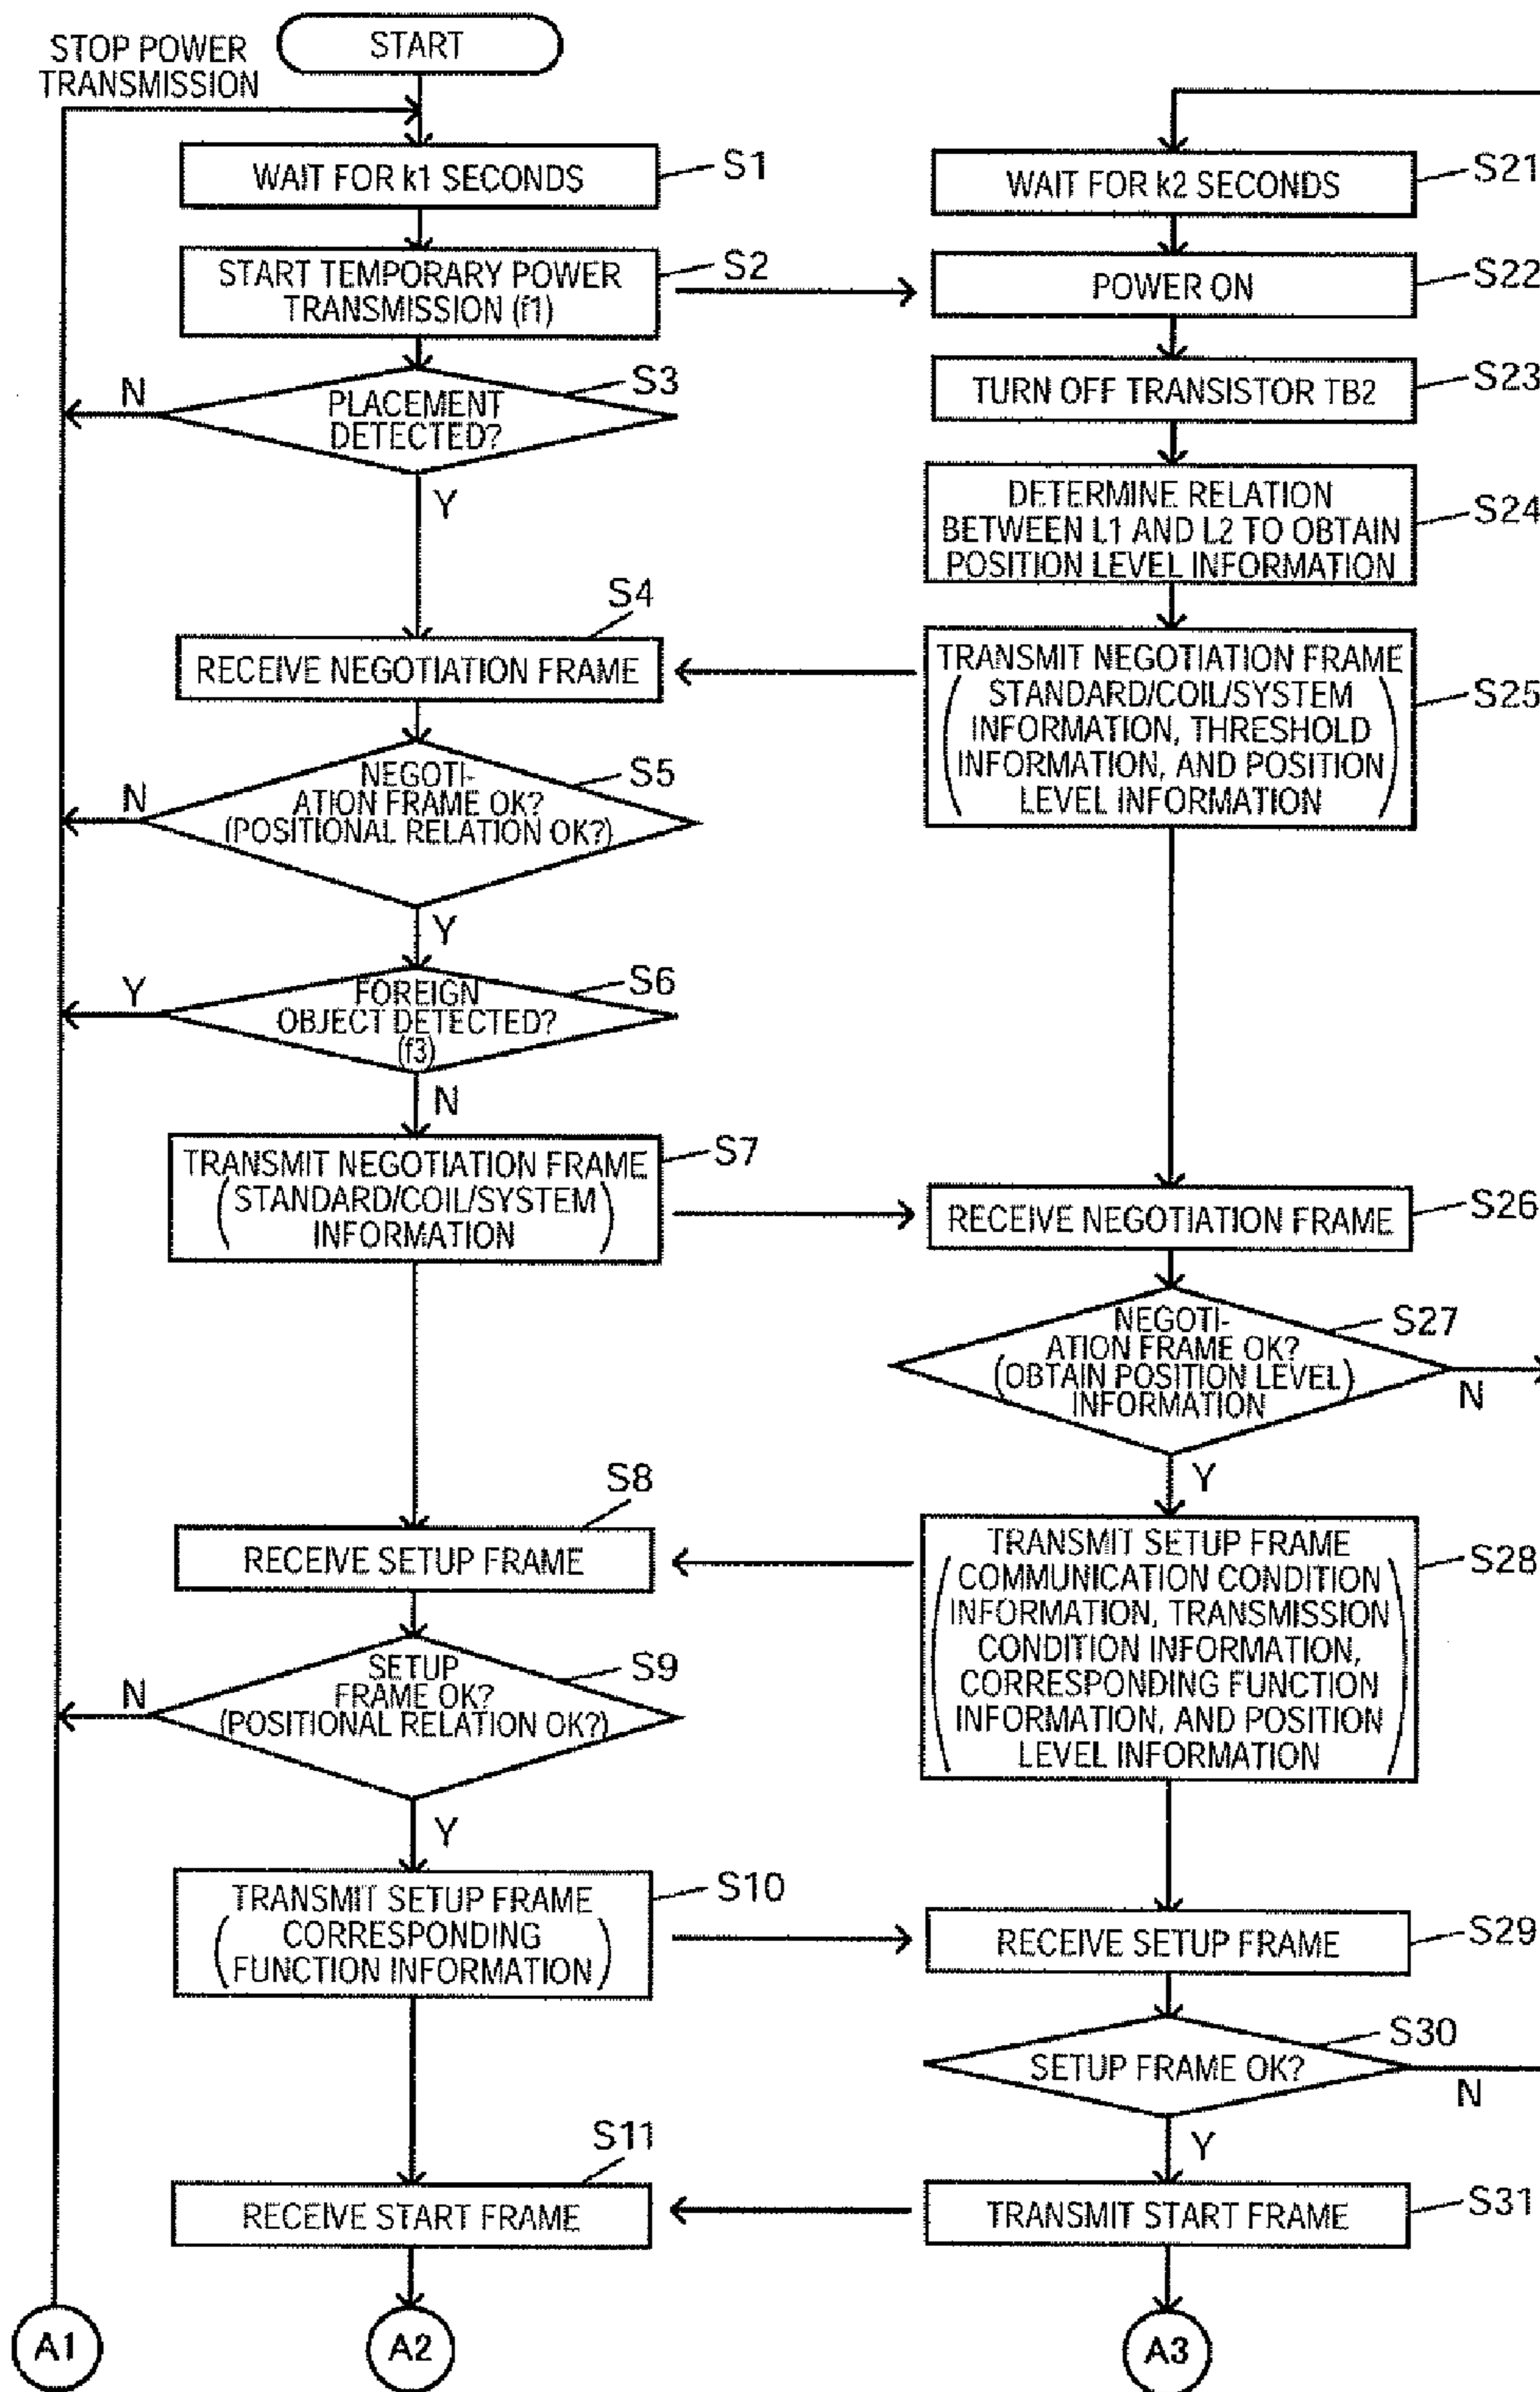 START
STOP POWER
TRANSMISSION
WAIT FOR k1 SECONDS
S1
START TEMPORARY POWER
TRANSMISSION (f1)
S2
PLACEMENT
DETECTED?
S3
N
Y
S4
RECEIVE NEGOTIATION FRAME
NEGOTI-
ATION FRAME OK?
(POSITIONAL RELATION OK?)
S5
N
Y
FOREIGN
OBJECT DETECTED?
(f3)
S6
Y
N
TRANSMIT NEGOTIATION FRAME
(STANDARD/COIL/SYSTEM
INFORMATION)
S7
S8
RECEIVE SETUP FRAME
SETUP
FRAME OK?
(POSITIONAL RELATION OK?)
S9
N
Y
TRANSMIT SETUP FRAME
(CORRESPONDING
FUNCTION INFORMATION)
S10
S11
RECEIVE START FRAME
A1
A2
WAIT FOR k2 SECONDS
S21
POWER ON
S22
TURN OFF TRANSISTOR TB2
S23
DETERMINE RELATION
BETWEEN L1 AND L2 TO OBTAIN
POSITION LEVEL INFORMATION
S24
TRANSMIT NEGOTIATION FRAME
(STANDARD/COIL/SYSTEM
INFORMATION, THRESHOLD
INFORMATION, AND POSITION
LEVEL INFORMATION)
S25
RECEIVE NEGOTIATION FRAME
S26
NEGOTI-
ATION FRAME OK?
(OBTAIN POSITION LEVEL)
INFORMATION
S27
N
Y
TRANSMIT SETUP FRAME
(COMMUNICATION CONDITION
INFORMATION, TRANSMISSION
CONDITION INFORMATION,
CORRESPONDING FUNCTION
INFORMATION, AND POSITION
LEVEL INFORMATION)
S28
RECEIVE SETUP FRAME
S29
SETUP FRAME OK?
S30
N
Y
TRANSMIT START FRAME
S31
A3